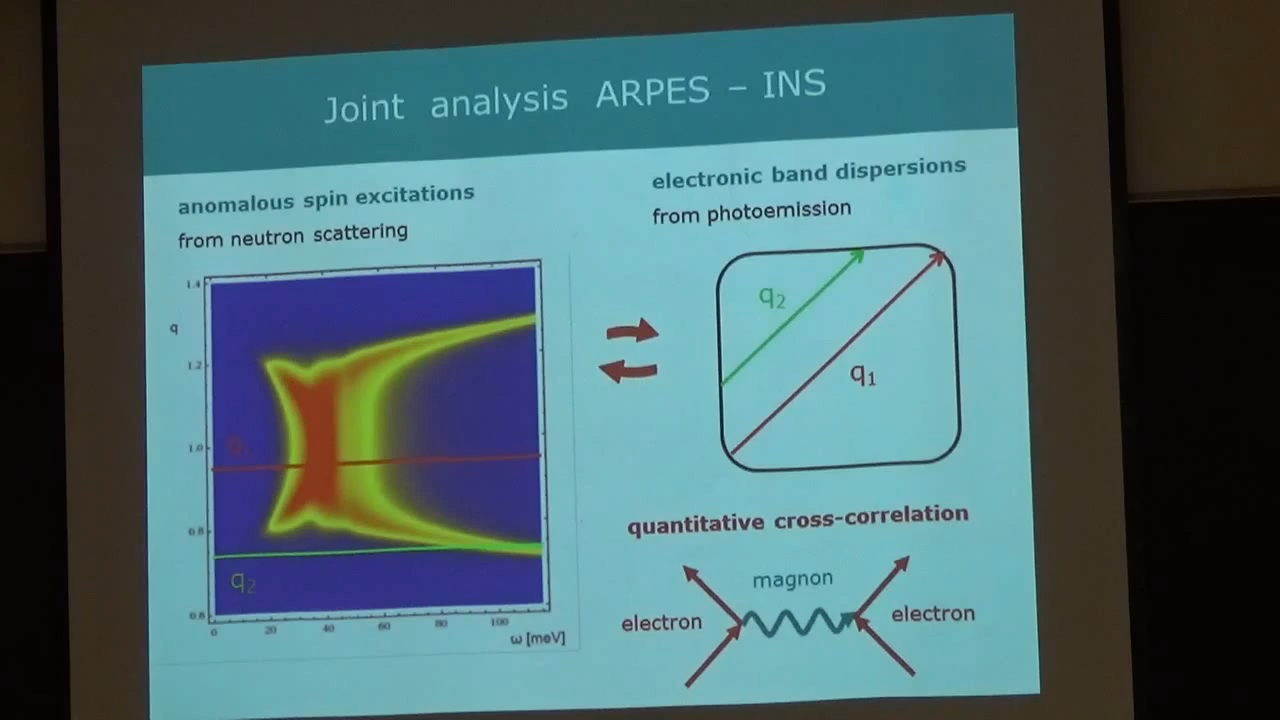 Joint analysis ARPES – INS
anomalous spin excitations
from neutron scattering
electronic band dispersions
from photoemission
1.4
q
1.2
1.0
0.8
q2
0.6
0 20 40 60 80 100
ω [meV]
q2
q1
quantitative cross-correlation
magnon
electron
electron